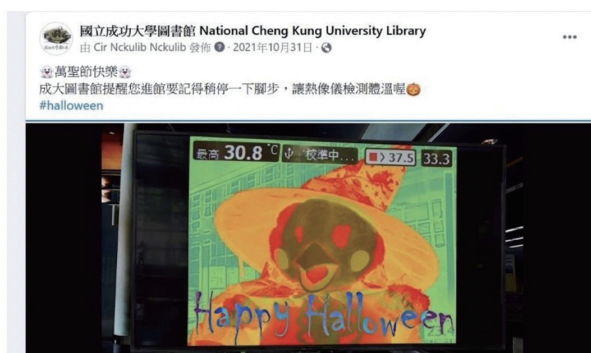 國立成功大學圖書館 National Cheng Kung University Library
由 Cir Nckulib Nckulib 發佈 · 2021年10月31日 ·
👻萬聖節快樂👻
成大圖書館提醒您進館要記得稍停一下腳步，讓熱像儀檢測體溫喔🎃
#halloween
最高 30.8 °C 校準中... > 37.5 33.3
Happy Halloween